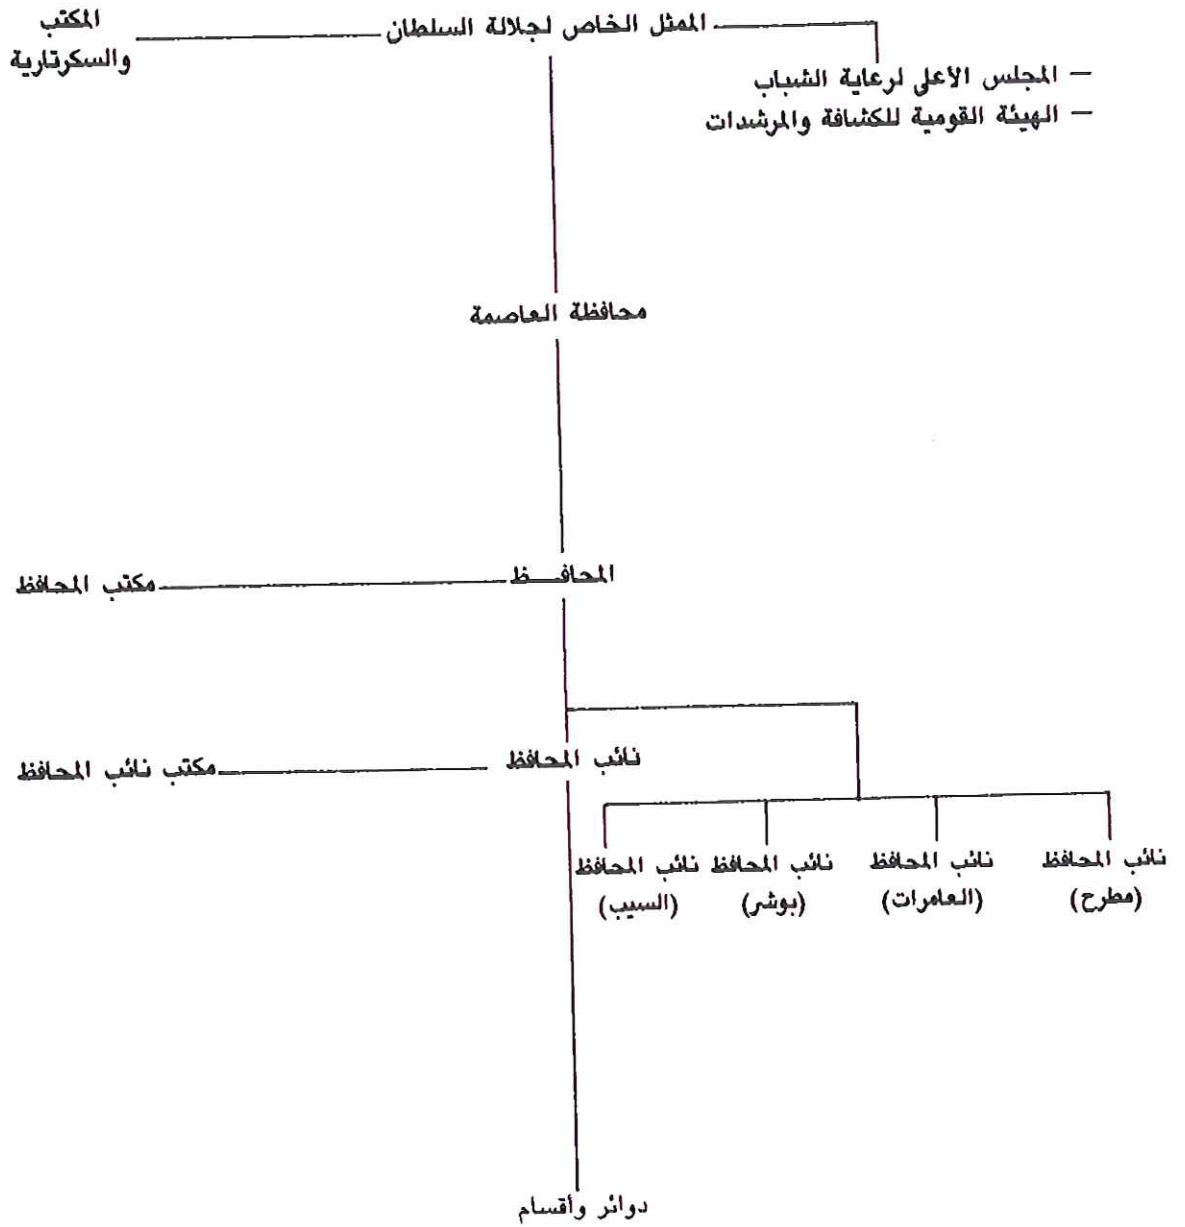 الممثل الخاص لجلالة السلطان
المكتب
والسكرتارية
— المجلس الأعلى لرعاية الشباب
— الهيئة القومية للكشافة والمرشدات
محافظة العاصمة
المحافــظ
مكتب المحافظ
نائب المحافظ
مكتب نائب المحافظ
نائب المحافظ
(مطرح)
نائب المحافظ
(العامرات)
نائب المحافظ
(بوشر)
نائب المحافظ
(السيب)
دوائر وأقسام